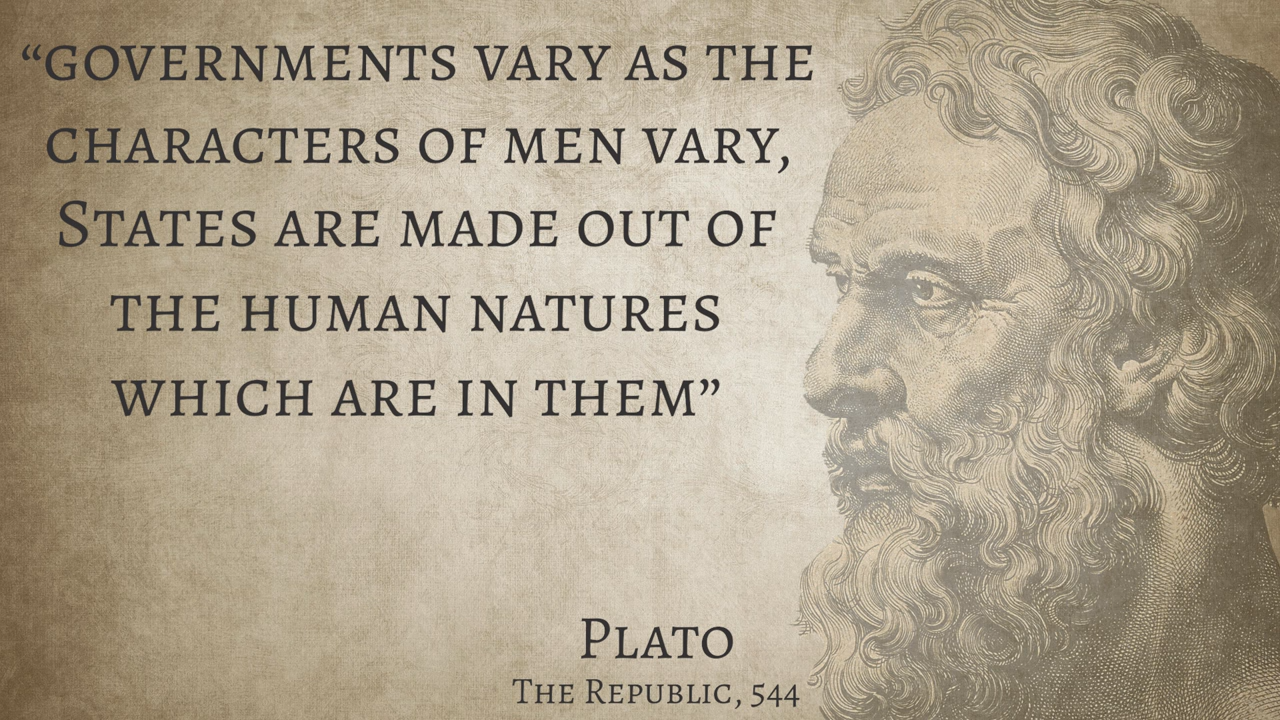 “Governments vary as the
characters of men vary,
States are made out of
the human natures
which are in them”
Plato
The Republic, 544